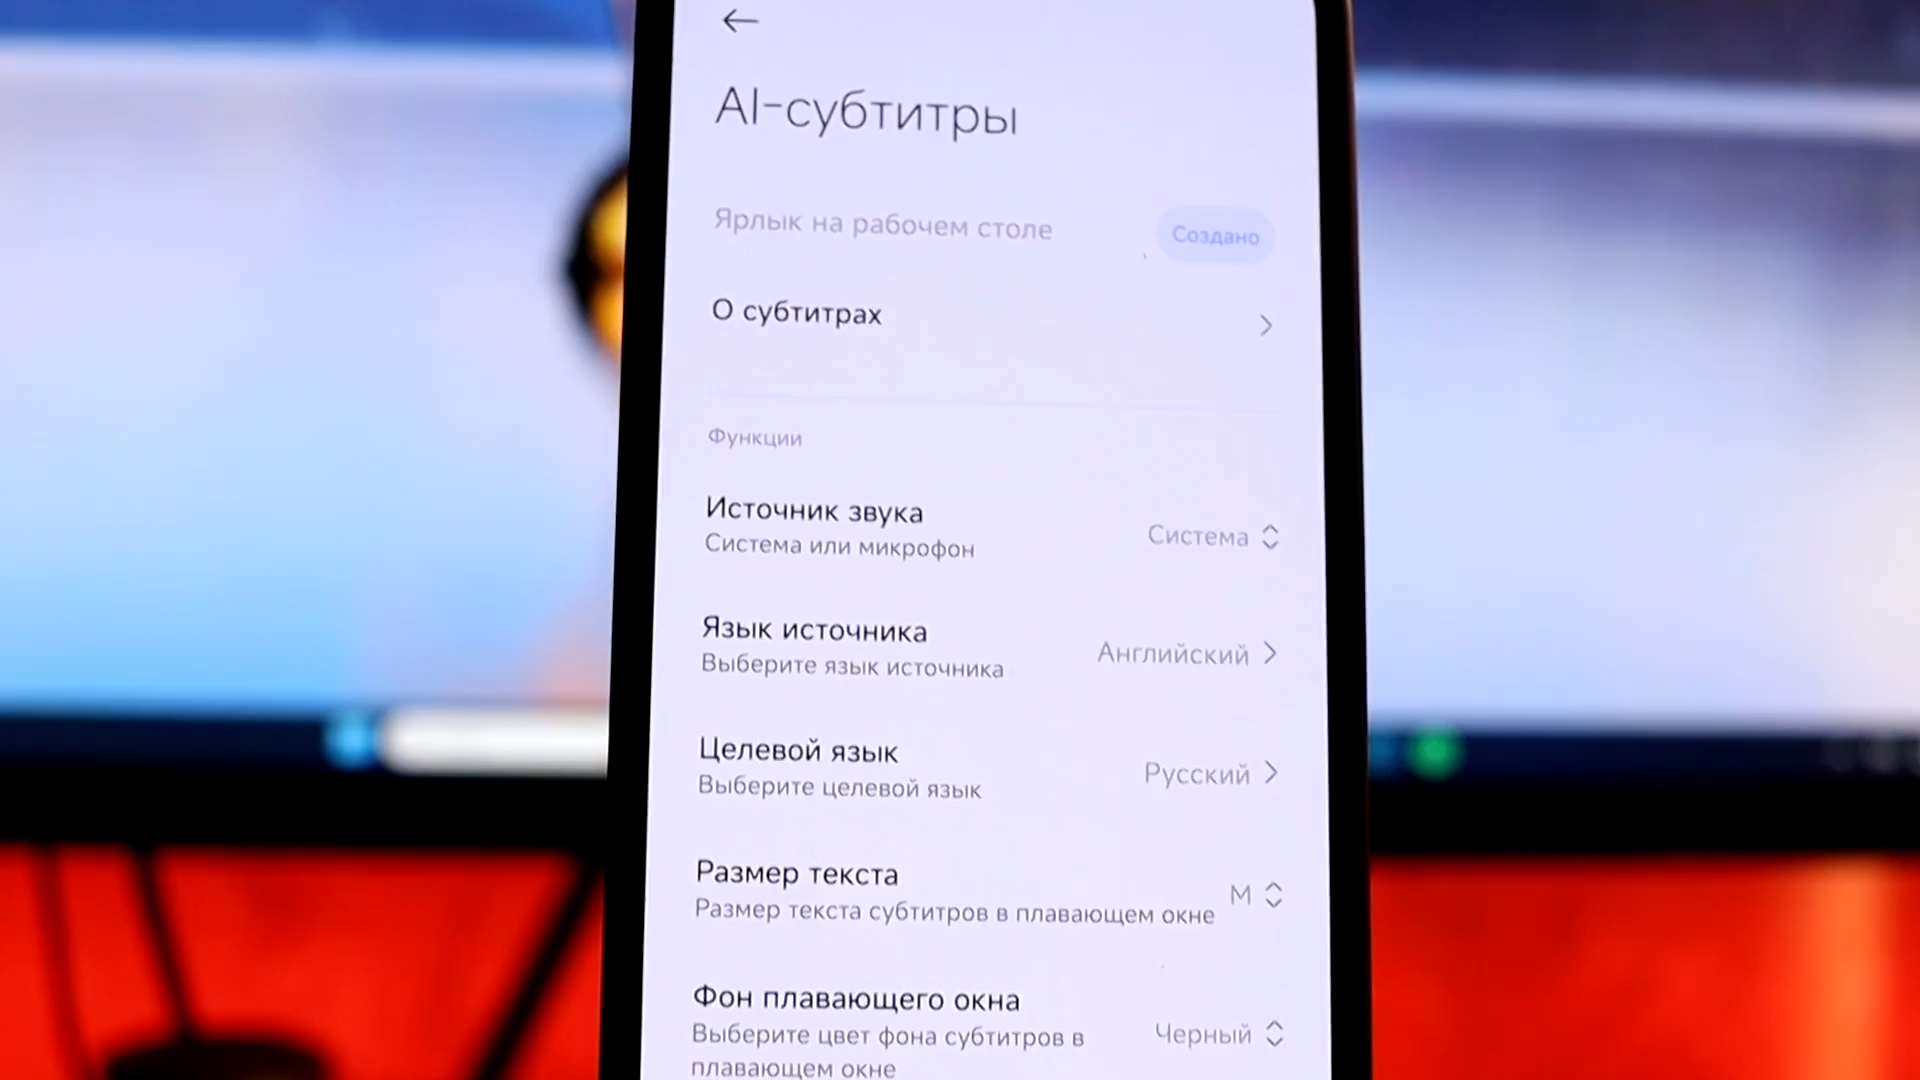 AI-субтитры
Ярлык на рабочем столе
Создано
О субтитрах
Функции
Источник звука
Система или микрофон
Система
Язык источника
Выберите язык источника
Английский
Целевой язык
Выберите целевой язык
Русский
Размер текста
Размер текста субтитров в плавающем окне
M
Фон плавающего окна
Выберите цвет фона субтитров в
плавающем окне
Черный